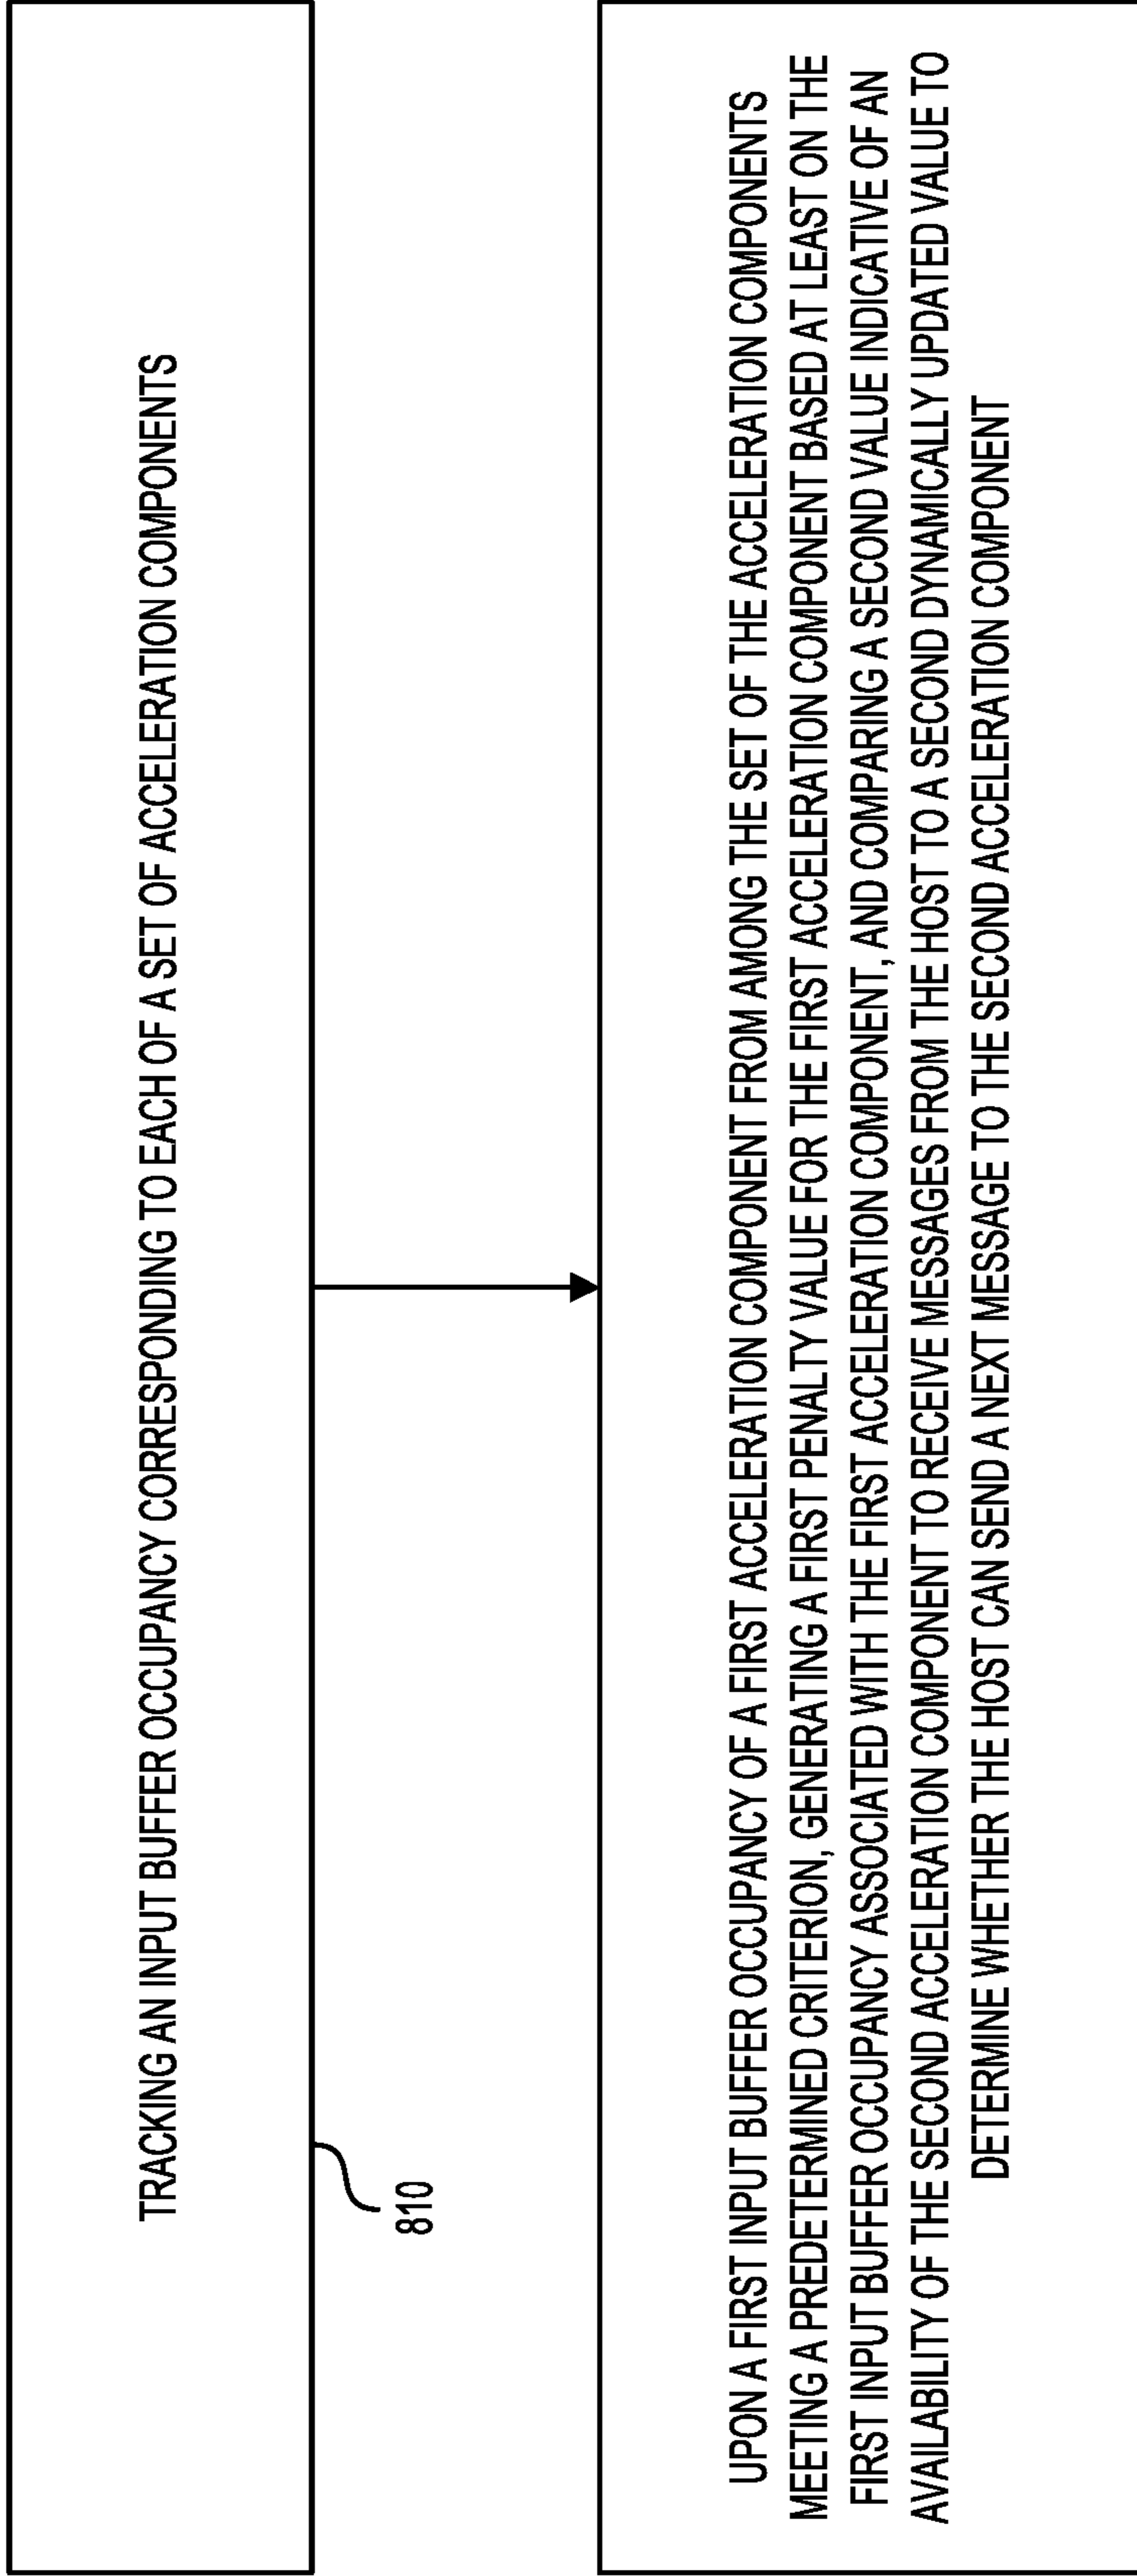 TRACKING AN INPUT BUFFER OCCUPANCY CORRESPONDING TO EACH OF A SET OF ACCELERATION COMPONENTS
810
UPON A FIRST INPUT BUFFER OCCUPANCY OF A FIRST ACCELERATION COMPONENT FROM AMONG THE SET OF THE ACCELERATION COMPONENTS
MEETING A PREDETERMINED CRITERION, GENERATING A FIRST PENALTY VALUE FOR THE FIRST ACCELERATION COMPONENT BASED AT LEAST ON THE
FIRST INPUT BUFFER OCCUPANCY ASSOCIATED WITH THE FIRST ACCELERATION COMPONENT, AND COMPARING A SECOND VALUE INDICATIVE OF AN
AVAILABILITY OF THE SECOND ACCELERATION COMPONENT TO RECEIVE MESSAGES FROM THE HOST TO A SECOND DYNAMICALLY UPDATED VALUE TO
DETERMINE WHETHER THE HOST CAN SEND A NEXT MESSAGE TO THE SECOND ACCELERATION COMPONENT